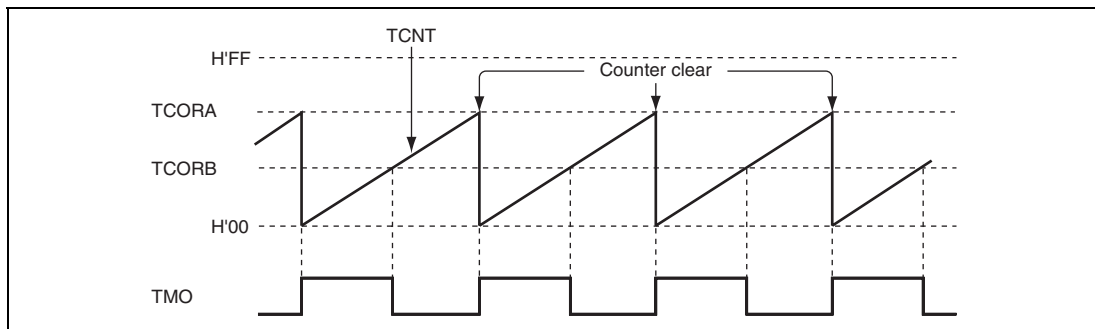 TCNT
H'FF
Counter clear
TCORA
TCORB
H'00
TMO